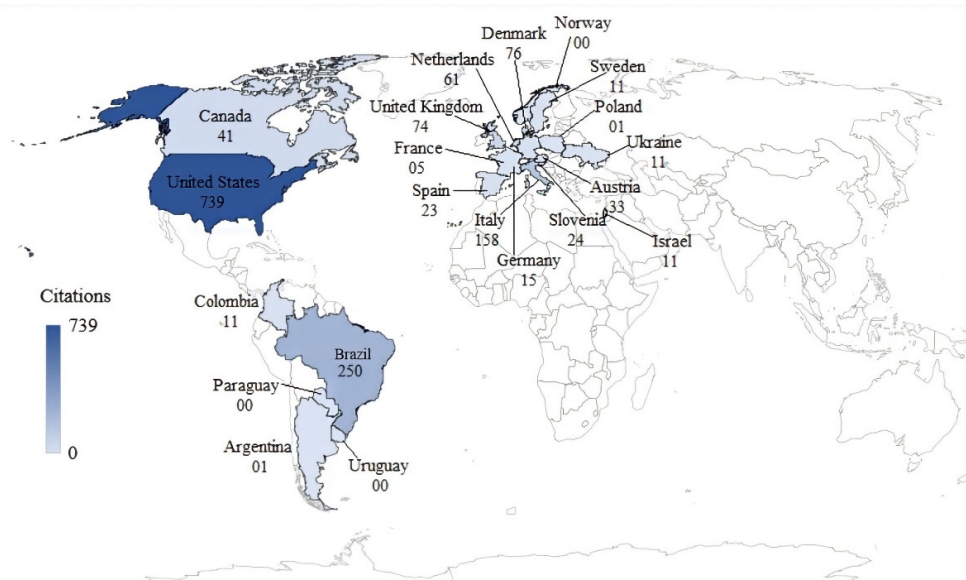 Norway
00
Denmark
76
Netherlands
61
Sweden
11
Canada
41
United Kingdom
74
Poland
01
Ukraine
11
France
05
United States
739
Spain
23
Austria
33
Italy
158
Slovenia
24
Israel
11
Germany
15
Citations
739
0
Colombia
11
Brazil
250
Paraguay
00
Argentina
01
Uruguay
00